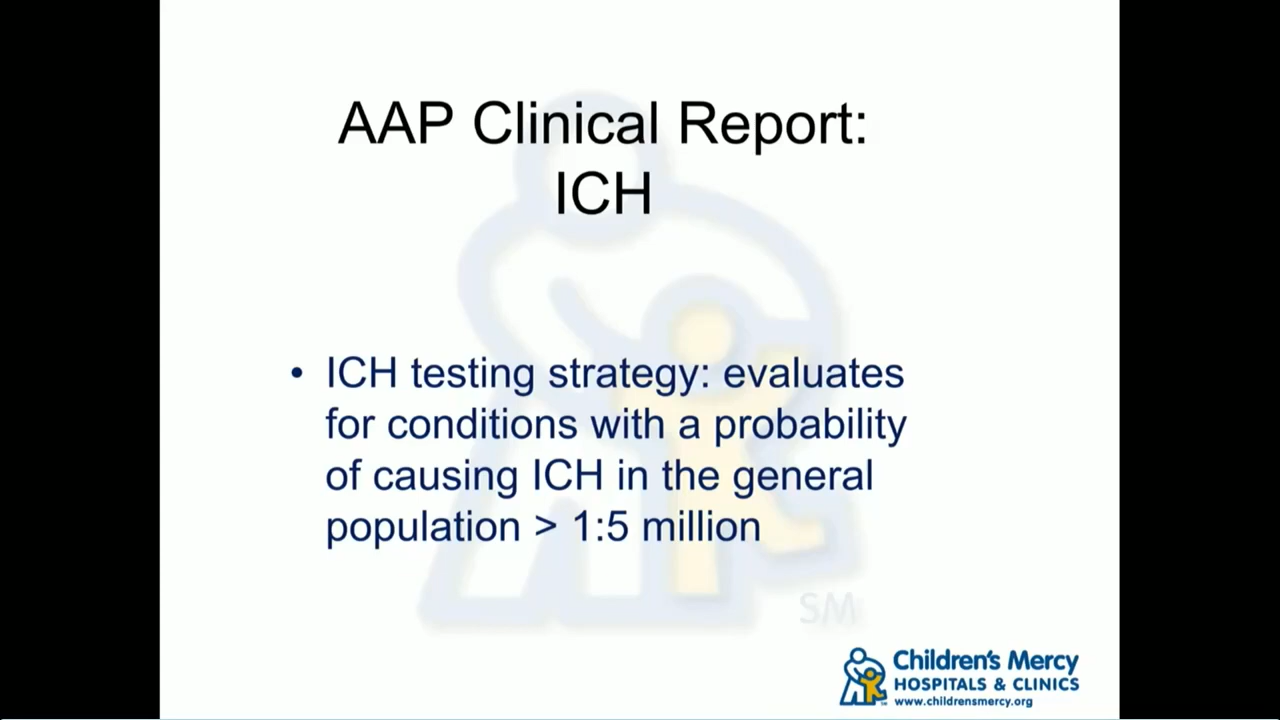 AAP Clinical Report:
ICH
• ICH testing strategy: evaluates
for conditions with a probability
of causing ICH in the general
population > 1:5 million
SM
Children's Mercy
HOSPITALS & CLINICS
www.childrensmercy.org